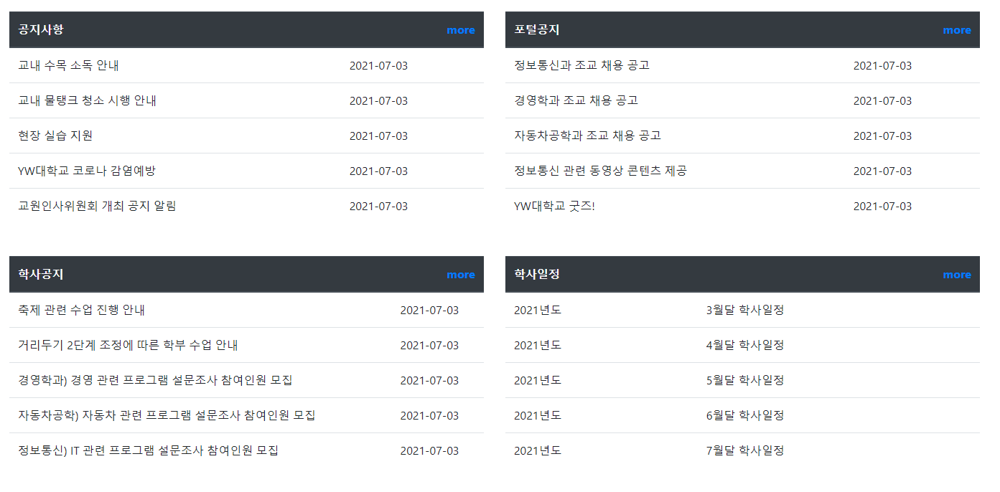 공지사항 more
교내 수목 소독 안내 2021-07-03
교내 물탱크 청소 시행 안내 2021-07-03
현장 실습 지원 2021-07-03
YW대학교 코로나 감염예방 2021-07-03
교원인사위원회 개최 공지 알림 2021-07-03
포털공지 more
정보통신과 조교 채용 공고 2021-07-03
경영학과 조교 채용 공고 2021-07-03
자동차공학과 조교 채용 공고 2021-07-03
정보통신 관련 동영상 콘텐츠 제공 2021-07-03
YW대학교 굿즈! 2021-07-03
학사공지 more
축제 관련 수업 진행 안내 2021-07-03
거리두기 2단계 조정에 따른 학부 수업 안내 2021-07-03
경영학과) 경영 관련 프로그램 설문조사 참여인원 모집 2021-07-03
자동차공학) 자동차 관련 프로그램 설문조사 참여인원 모집 2021-07-03
정보통신) IT 관련 프로그램 설문조사 참여인원 모집 2021-07-03
학사일정 more
2021년도 3월달 학사일정
2021년도 4월달 학사일정
2021년도 5월달 학사일정
2021년도 6월달 학사일정
2021년도 7월달 학사일정